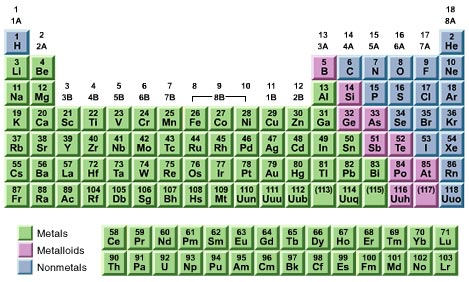 1 18
1A 8A
1 2 13 14 15 16 17 2
H 2A 3A 4A 5A 6A 7A He
3 4 5 6 7 8 9 10
Li Be B C N O F Ne
11 12 3 4 5 6 7 8 9 10 11 12 13 14 15 16 17 18
Na Mg 3B 4B 5B 6B 7B 8B 1B 2B Al Si P S Cl Ar
19 20 21 22 23 24 25 26 27 28 29 30 31 32 33 34 35 36
K Ca Sc Ti V Cr Mn Fe Co Ni Cu Zn Ga Ge As Se Br Kr
37 38 39 40 41 42 43 44 45 46 47 48 49 50 51 52 53 54
Rb Sr Y Zr Nb Mo Tc Ru Rh Pd Ag Cd In Sn Sb Te I Xe
55 56 57 72 73 74 75 76 77 78 79 80 81 82 83 84 85 86
Cs Ba La Hf Ta W Re Os Ir Pt Au Hg Tl Pb Bi Po At Rn
87 88 89 104 105 106 107 108 109 110 111 112 (113) 114 (115) 116 (117) 118
Fr Ra Ac Rf Db Sg Bh Hs Mt Uun Uuu Uub Uuq Uuh Uuo
Metals
Metalloids
Nonmetals
58 59 60 61 62 63 64 65 66 67 68 69 70 71
Ce Pr Nd Pm Sm Eu Gd Tb Dy Ho Er Tm Yb Lu
90 91 92 93 94 95 96 97 98 99 100 101 102 103
Th Pa U Np Pu Am Cm Bk Cf Es Fm Md No Lr